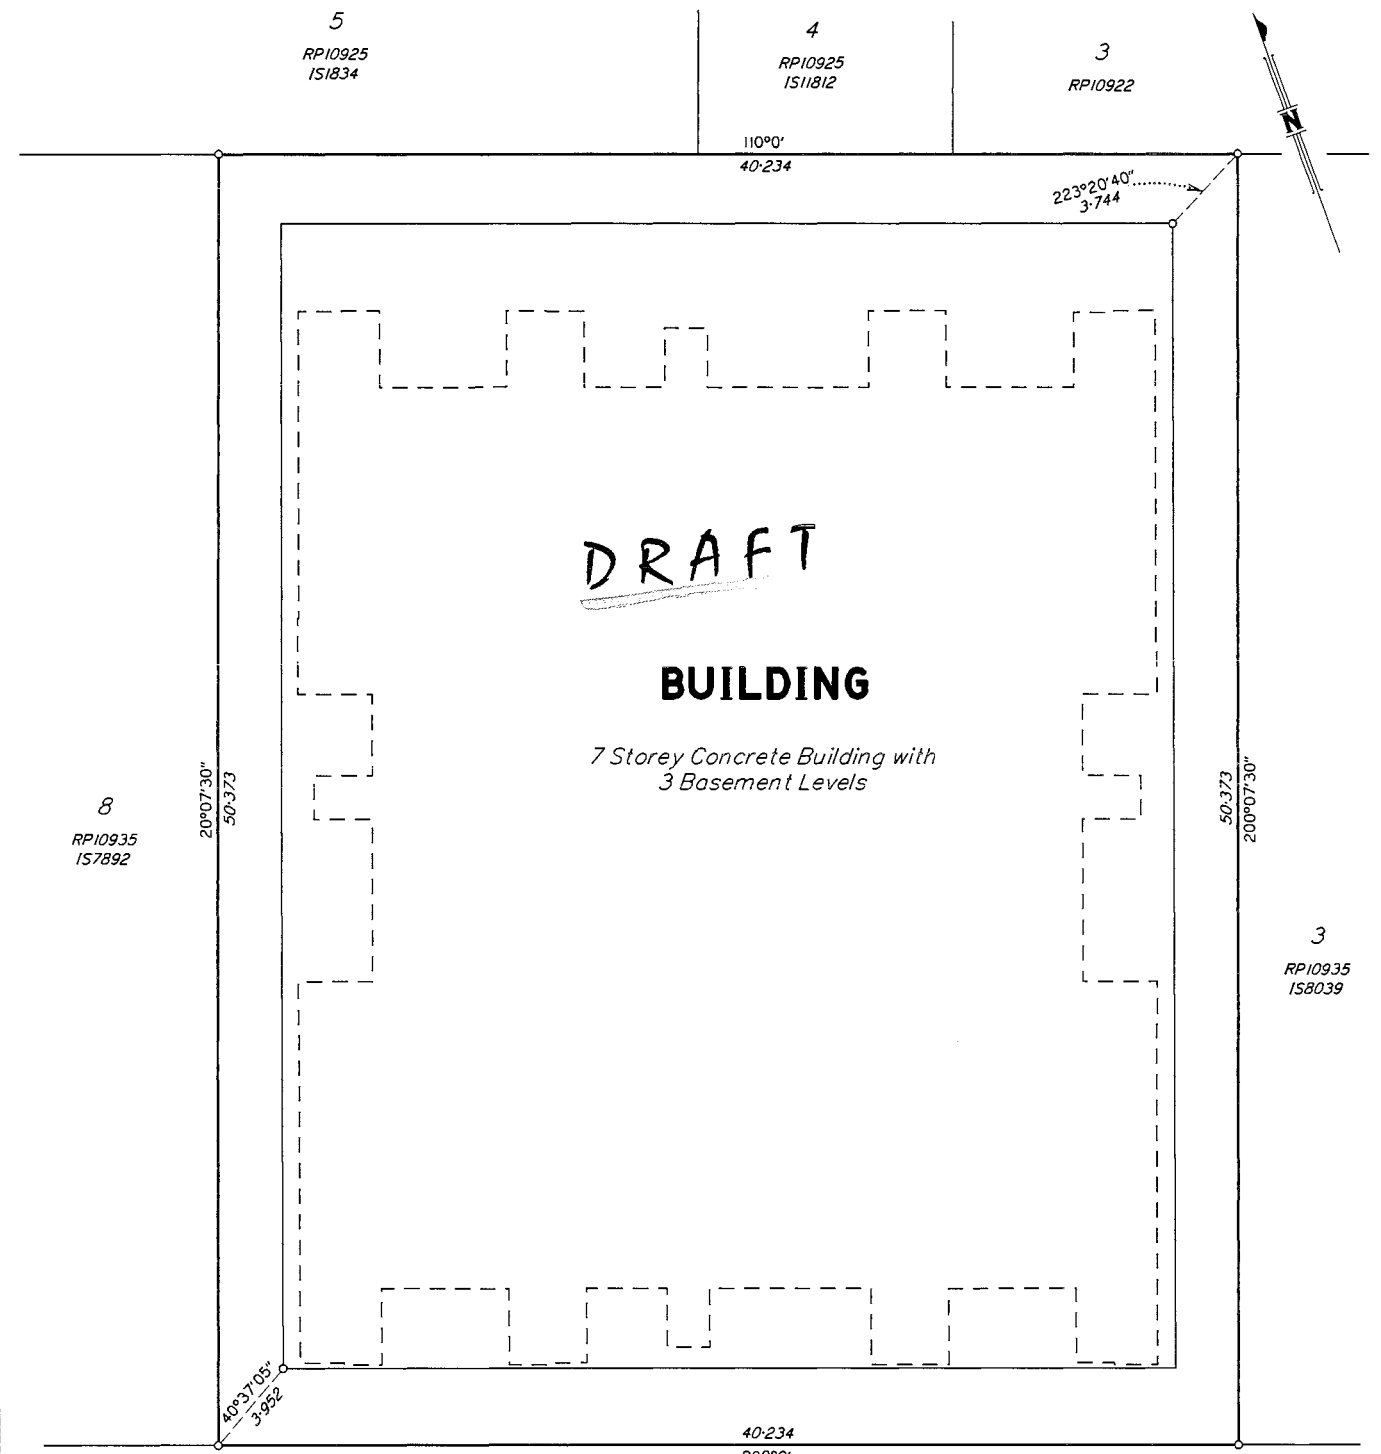 5
RP10925
IS1834
4
RP10925
IS11812
3
RP10922
N
110°0'
40·234
223°20'40"
3·744
DRAFT
BUILDING
7 Storey Concrete Building with
3 Basement Levels
20°07'30"
50·373
50·373
200°07'30"
8
RP10935
IS7892
3
RP10935
IS8039
40°37'05"
3·952
40·234